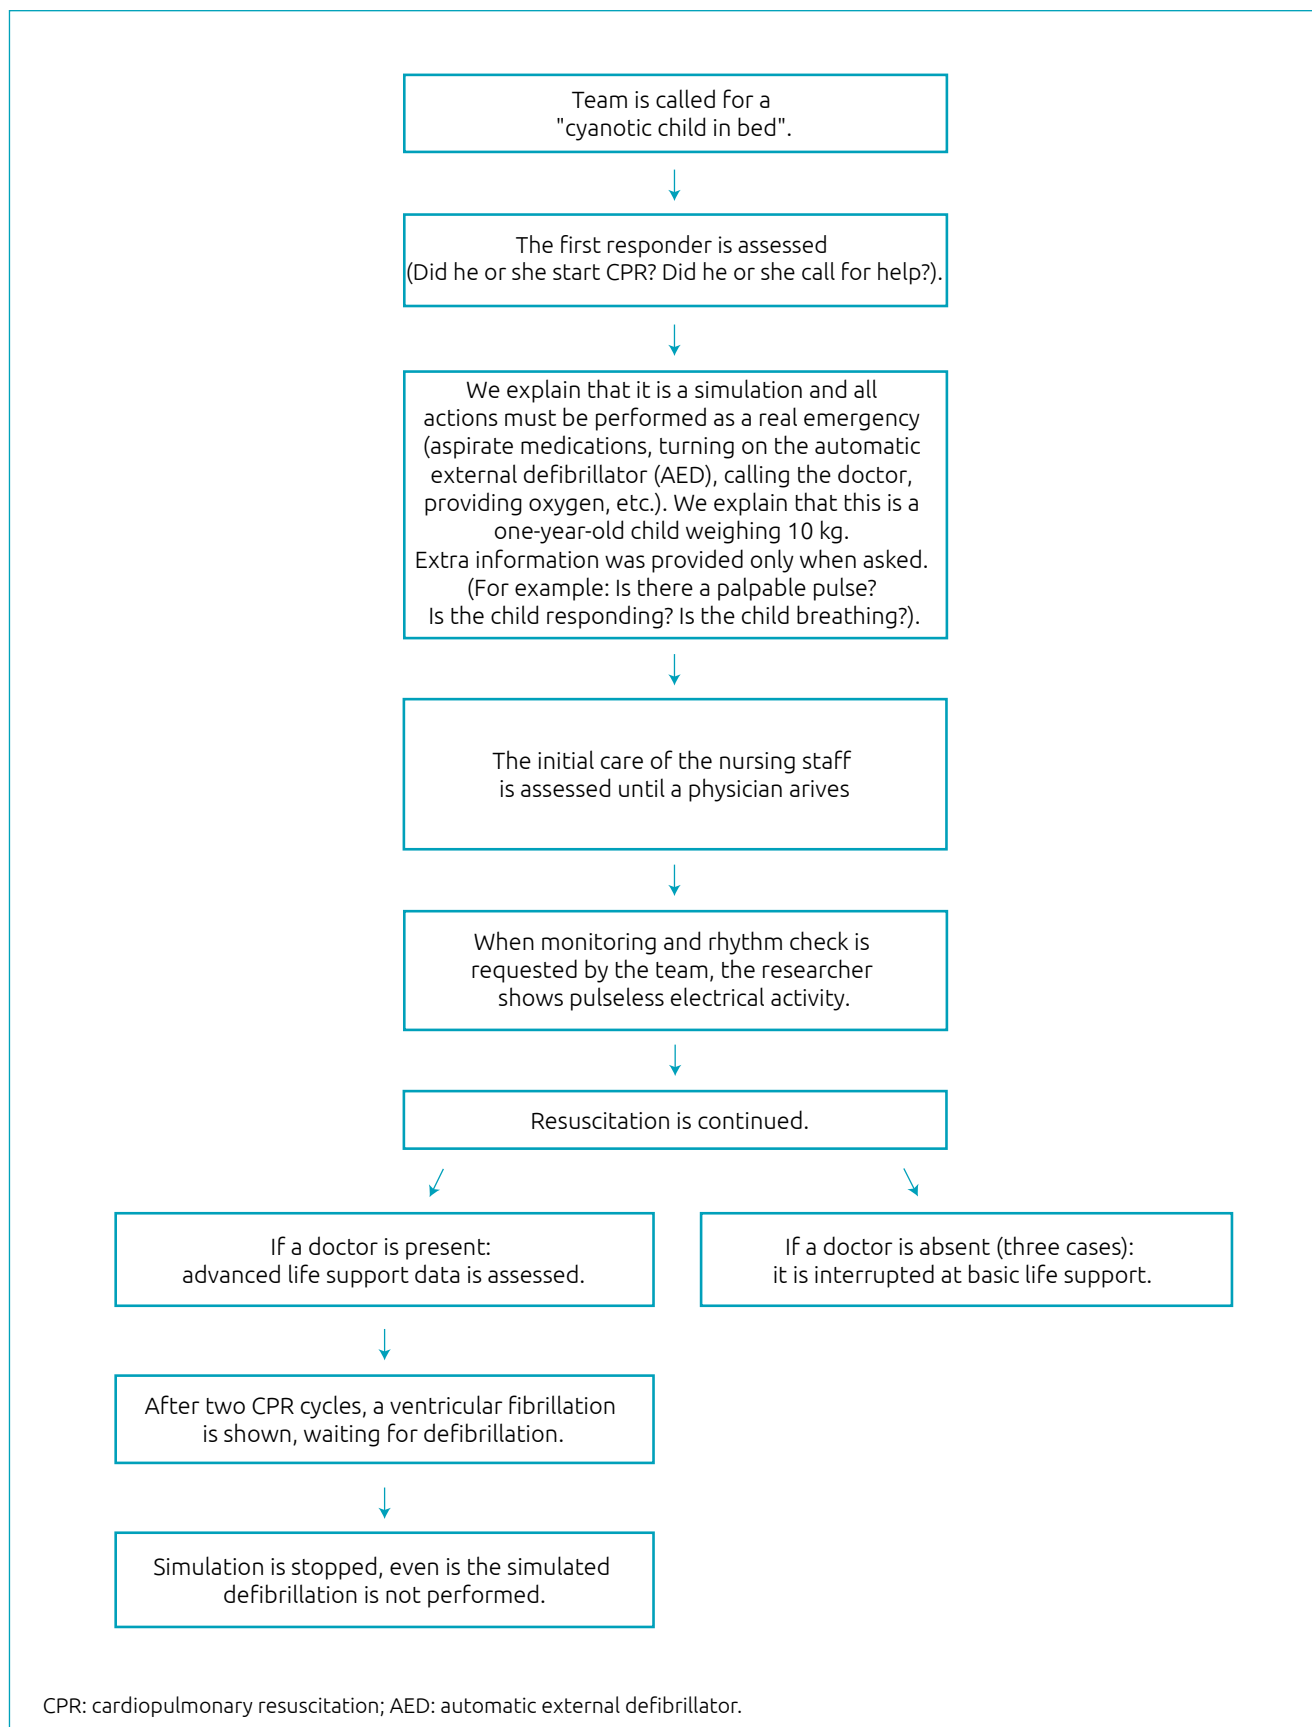 Team is called for a
"cyanotic child in bed".
The first responder is assessed
(Did he or she start CPR? Did he or she call for help?).
We explain that it is a simulation and all
actions must be performed as a real emergency
(aspirate medications, turning on the automatic
external defibrillator (AED), calling the doctor,
providing oxygen, etc.). We explain that this is a
one-year-old child weighing 10 kg.
Extra information was provided only when asked.
(For example: Is there a palpable pulse?
Is the child responding? Is the child breathing?).
The initial care of the nursing staff
is assessed until a physician arives
When monitoring and rhythm check is
requested by the team, the researcher
shows pulseless electrical activity.
Resuscitation is continued.
If a doctor is present:
advanced life support data is assessed.
If a doctor is absent (three cases):
it is interrupted at basic life support.
After two CPR cycles, a ventricular fibrillation
is shown, waiting for defibrillation.
Simulation is stopped, even is the simulated
defibrillation is not performed.
CPR: cardiopulmonary resuscitation; AED: automatic external defibrillator.